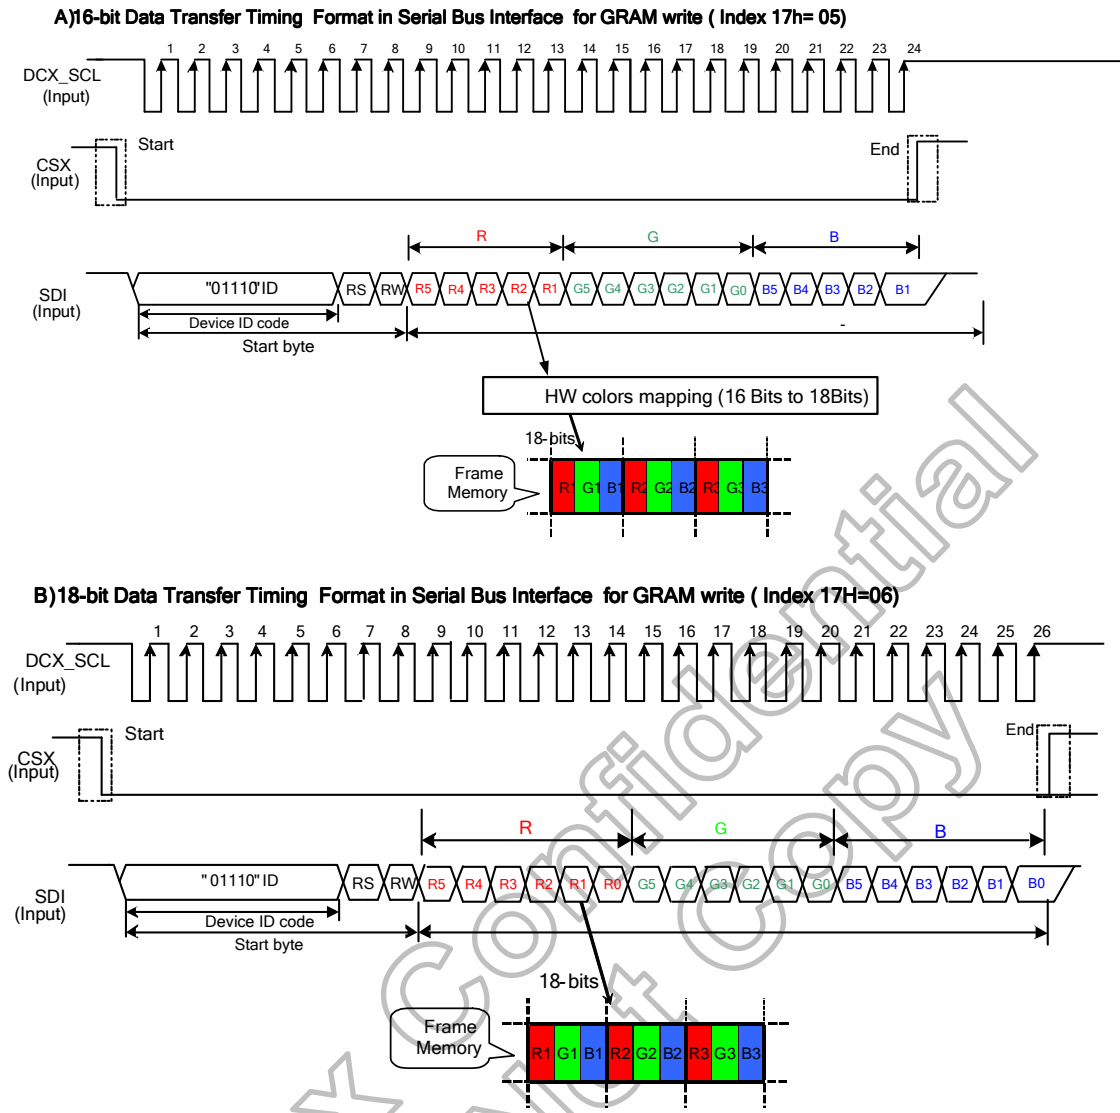 A)16-bit Data Transfer Timing Format in Serial Bus Interface for GRAM write ( Index 17h= 05)
1 2 3 4 5 6 7 8 9 10 11 12 13 14 15 16 17 18 19 20 21 22 23 24
DCX_SCL
(Input)
Start
End
CSX
(Input)
R G B
SDI
(Input)
"01110"ID RS RW R5 R4 R3 R2 R1 G5 G4 G3 G2 G1 G0 B5 B4 B3 B2 B1
Device ID code
-
Start byte
HW colors mapping (16 Bits to 18Bits)
18-bits
Frame
Memory
R1 G1 B1 R2 G2 B2 R3 G3 B3
B)18-bit Data Transfer Timing Format in Serial Bus Interface for GRAM write ( Index 17H=06)
1 2 3 4 5 6 7 8 9 10 11 12 13 14 15 16 17 18 19 20 21 22 23 24 25 26
DCX_SCL
(Input)
Start
End
CSX
(Input)
R G B
SDI
(Input)
"01110"ID RS RW R5 R4 R3 R2 R1 R0 G5 G4 G3 G2 G1 G0 B5 B4 B3 B2 B1 B0
Device ID code
Start byte
18-bits
Frame
Memory
R1 G1 B1 R2 G2 B2 R3 G3 B3
Confidential
Copy